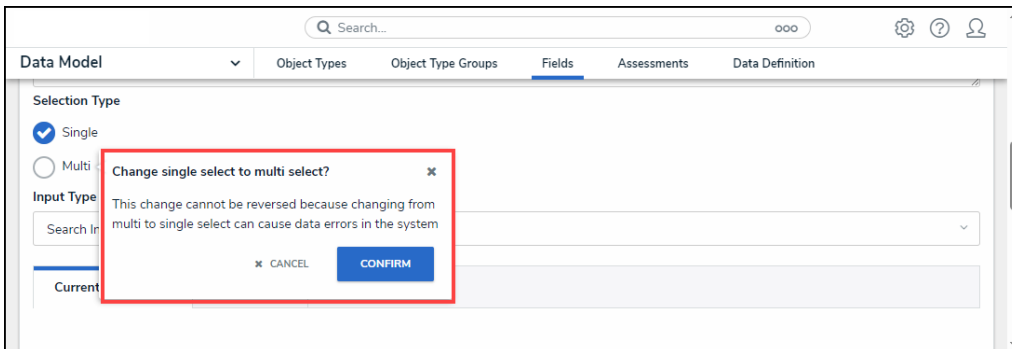 Search...
ooo
Data Model
Object Types
Object Type Groups
Fields
Assessments
Data Definition
Selection Type
Single
Multi
Change single select to multi select?
This change cannot be reversed because changing from
multi to single select can cause data errors in the system
CANCEL
CONFIRM
Input Type
Search In
Current